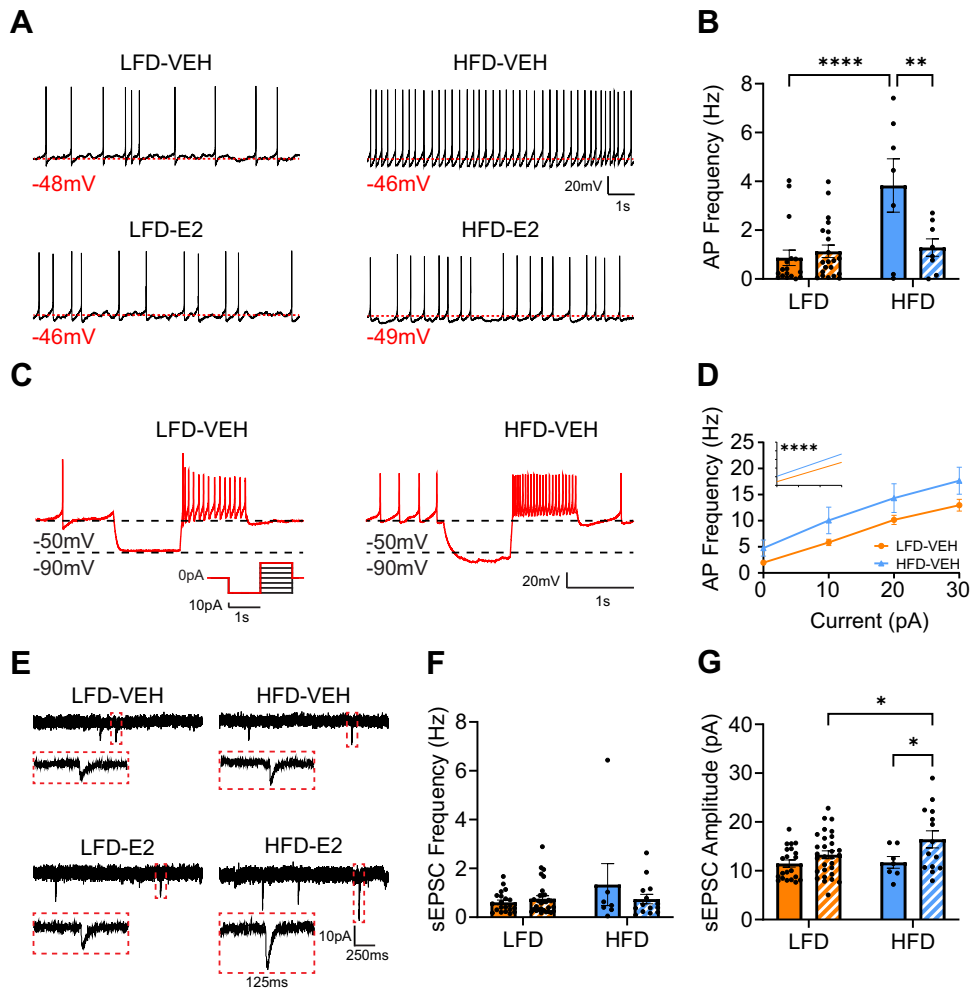 A
LFD-VEH
HFD-VEH
-48mV
-46mV
20mV
1s
LFD-E2
HFD-E2
-46mV
-49mV
B
**** **
AP Frequency (Hz)
8
6
4
2
0
LFD HFD
C
LFD-VEH
HFD-VEH
-50mV
-90mV
0pA
10pA
1s
-50mV
-90mV
20mV
1s
D
AP Frequency (Hz)
25
20
15
10
5
0
****
LFD-VEH
HFD-VEH
0 10 20 30
Current (pA)
E
LFD-VEH
HFD-VEH
LFD-E2
HFD-E2
10pA
250ms
125ms
F
sEPSC Frequency (Hz)
8
6
4
2
0
LFD HFD
G
*
*
sEPSC Amplitude (pA)
40
30
20
10
0
LFD HFD